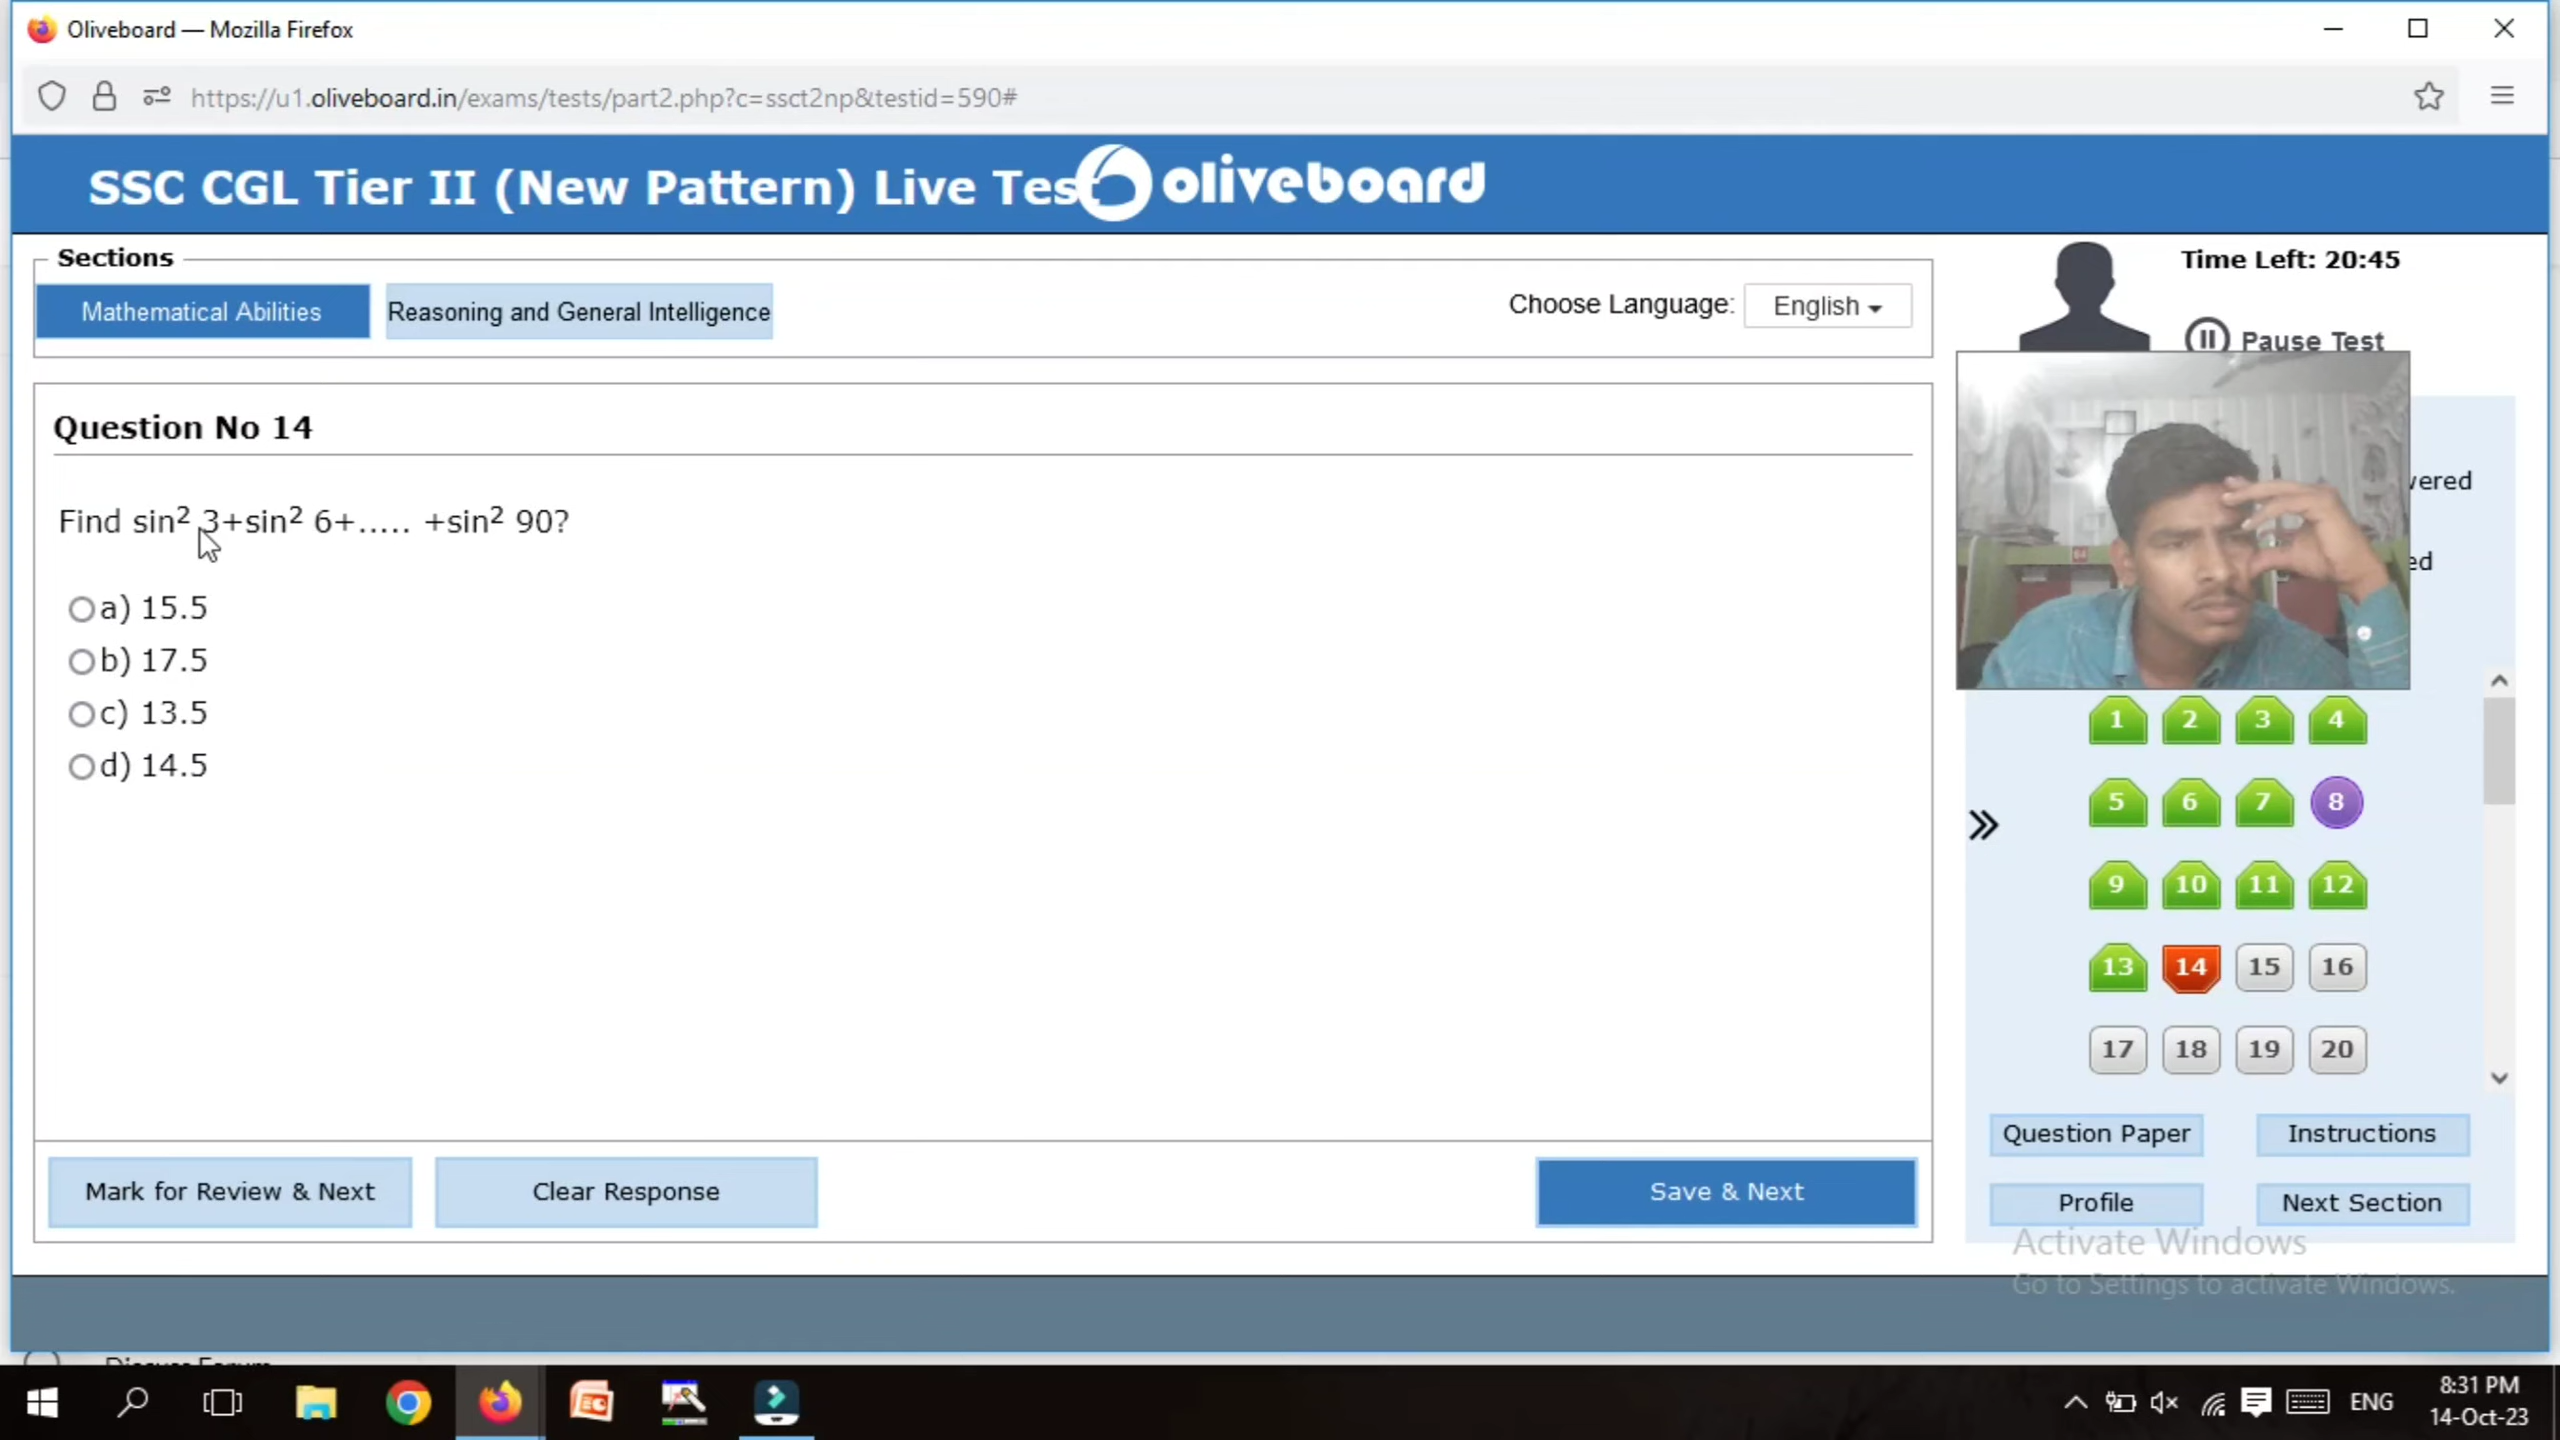 Oliveboard — Mozilla Firefox
https://u1.oliveboard.in/exams/tests/part2.php?c=ssct2np&testid=590#
SSC CGL Tier II (New Pattern) Live Tes
oliveboard
Sections
Mathematical Abilities
Reasoning and General Intelligence
Choose Language:
English
Time Left: 20:45
Pause Test
Question No 14
Find sin² 3+sin² 6+..... +sin² 90?
a) 15.5
b) 17.5
c) 13.5
d) 14.5
wered
ed
1 2 3 4
5 6 7 8
9 10 11 12
13 14 15 16
17 18 19 20
Question Paper
Instructions
Profile
Next Section
Mark for Review & Next
Clear Response
Save & Next
Activate Windows
Go to Settings to activate Windows.
Discuss Forum
ENG
8:31 PM
14-Oct-23